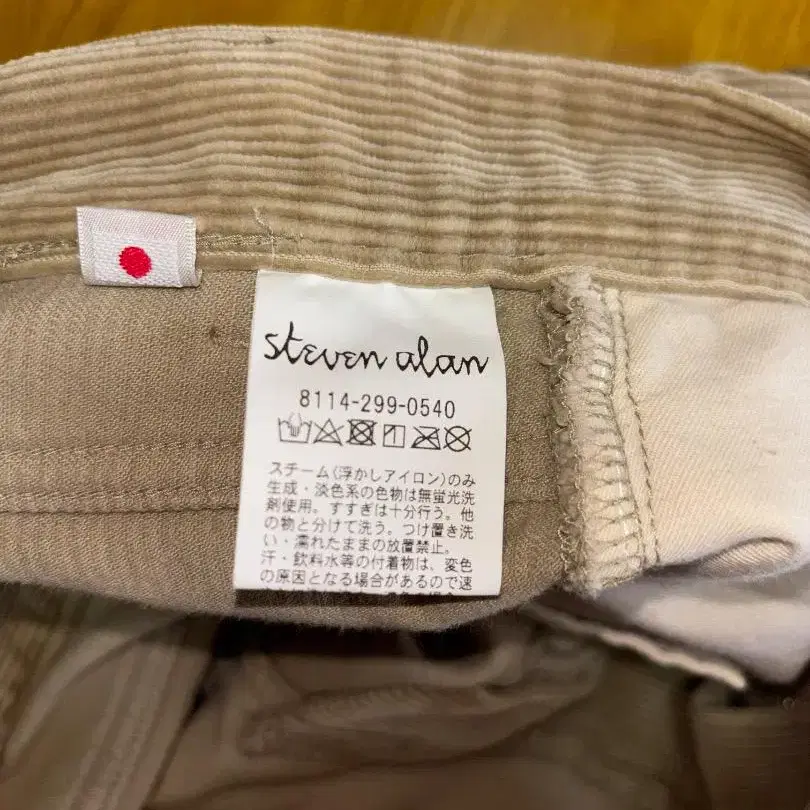 steven alan
8114-299-0540
スチーム(浮かしアイロン)のみ
生成・淡色系の色物は無蛍光洗
剤使用。すすぎは十分行う。他
の物と分けて洗う。つけ置き洗
い・濡れたままの放置禁止。
汗・飲料水等の付着物は、変色
の原因となる場合があるので速